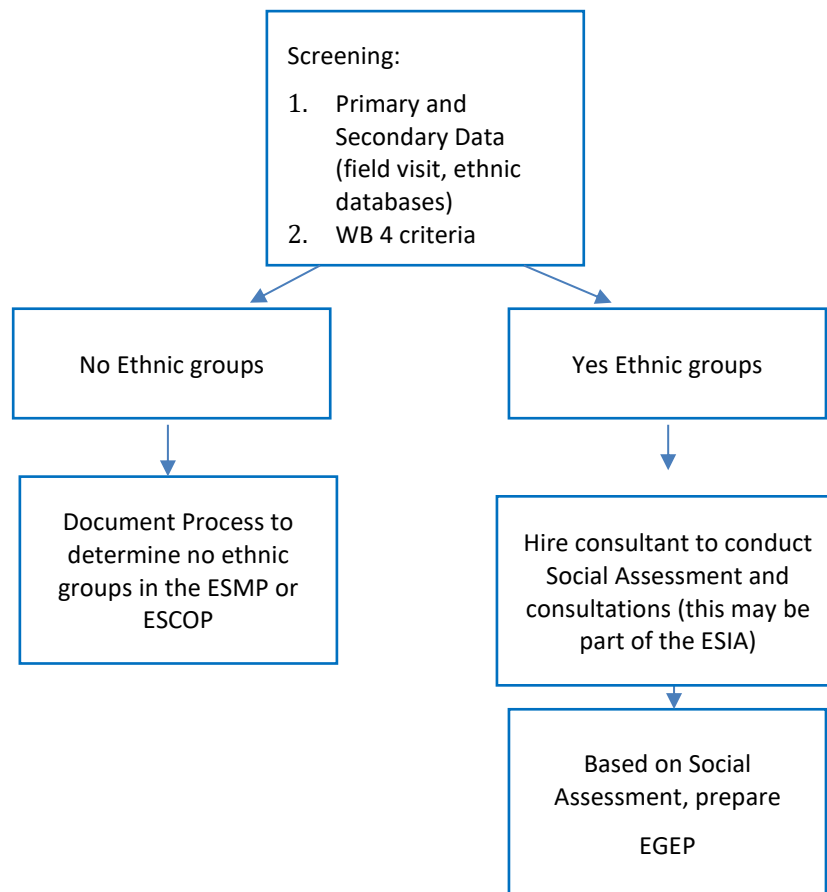 Screening:
1. Primary and
Secondary Data
(field visit, ethnic
databases)
2. WB 4 criteria
No Ethnic groups
Yes Ethnic groups
Document Process to
determine no ethnic
groups in the ESMP or
ESCOP
Hire consultant to conduct
Social Assessment and
consultations (this may be
part of the ESIA)
Based on Social
Assessment, prepare
EGEP